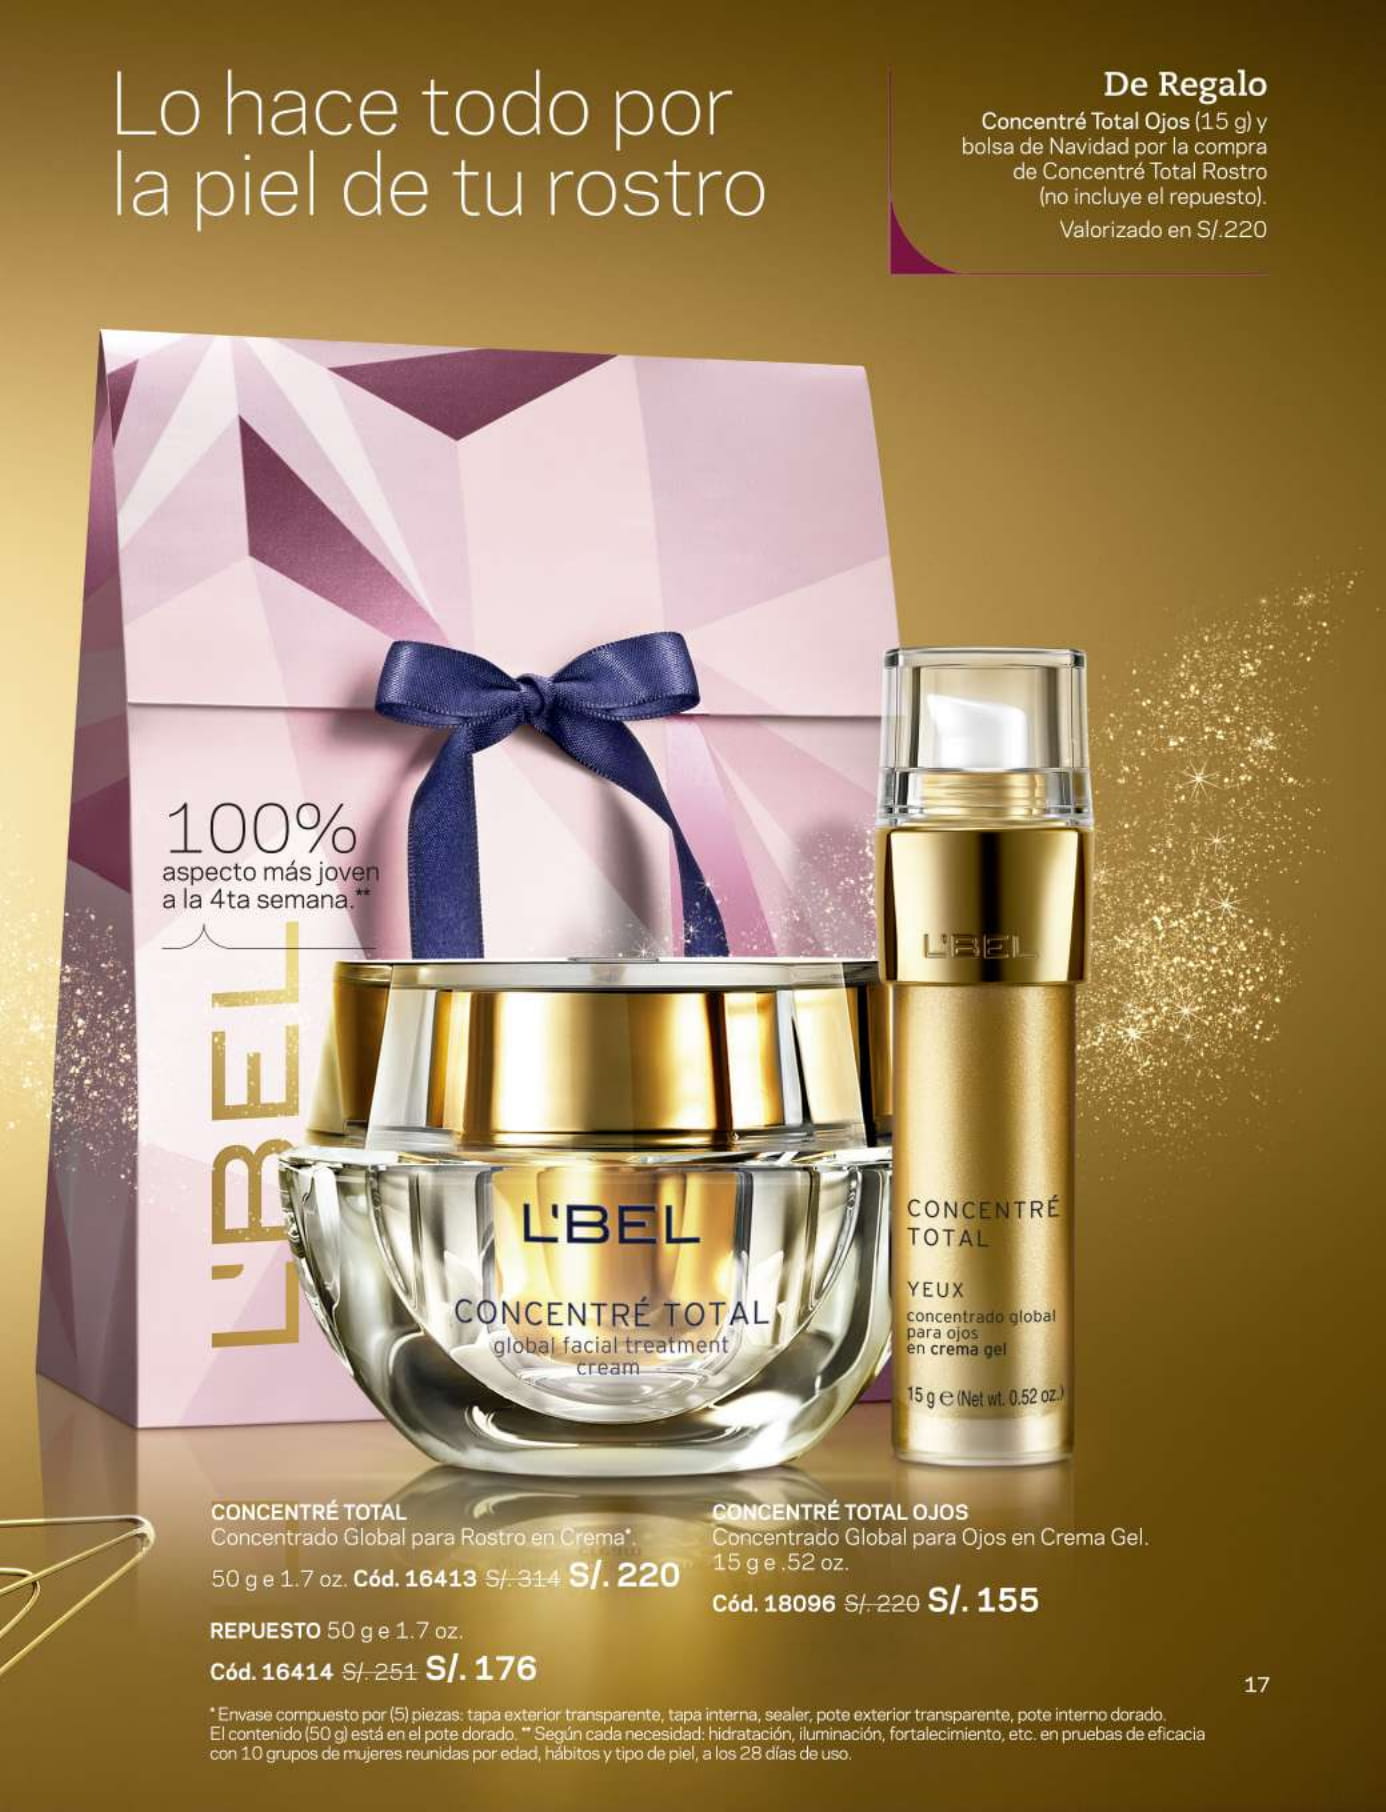 Lo hace todo por
la piel de tu rostro
De Regalo
Concentré Total Ojos (15 g) y
bolsa de Navidad por la compra
de Concentré Total Rostro
(no incluye el repuesto).
Valorizado en S/.220
100%
aspecto más joven
a la 4ta semana.**
L'BEL
L'BEL
CONCENTRÉ TOTAL
global facial treatment
cream
L'BEL
CONCENTRÉ
TOTAL
YEUX
concentrado global
para ojos
en crema gel
15 g e (Net wt. 0.52 oz.)
CONCENTRÉ TOTAL
Concentrado Global para Rostro en Crema*.
50 g e 1.7 oz. Cód. 16413 S/. 314 S/. 220
REPUESTO 50 g e 1.7 oz.
Cód. 16414 S/. 251 S/. 176
CONCENTRÉ TOTAL OJOS
Concentrado Global para Ojos en Crema Gel.
15 g e .52 oz.
Cód. 18096 S/. 220 S/. 155
17
* Envase compuesto por (5) piezas: tapa exterior transparente, tapa interna, sealer, pote exterior transparente, pote interno dorado.
El contenido (50 g) está en el pote dorado. ** Según cada necesidad: hidratación, iluminación, fortalecimiento, etc. en pruebas de eficacia
con 10 grupos de mujeres reunidas por edad, hábitos y tipo de piel, a los 28 días de uso.